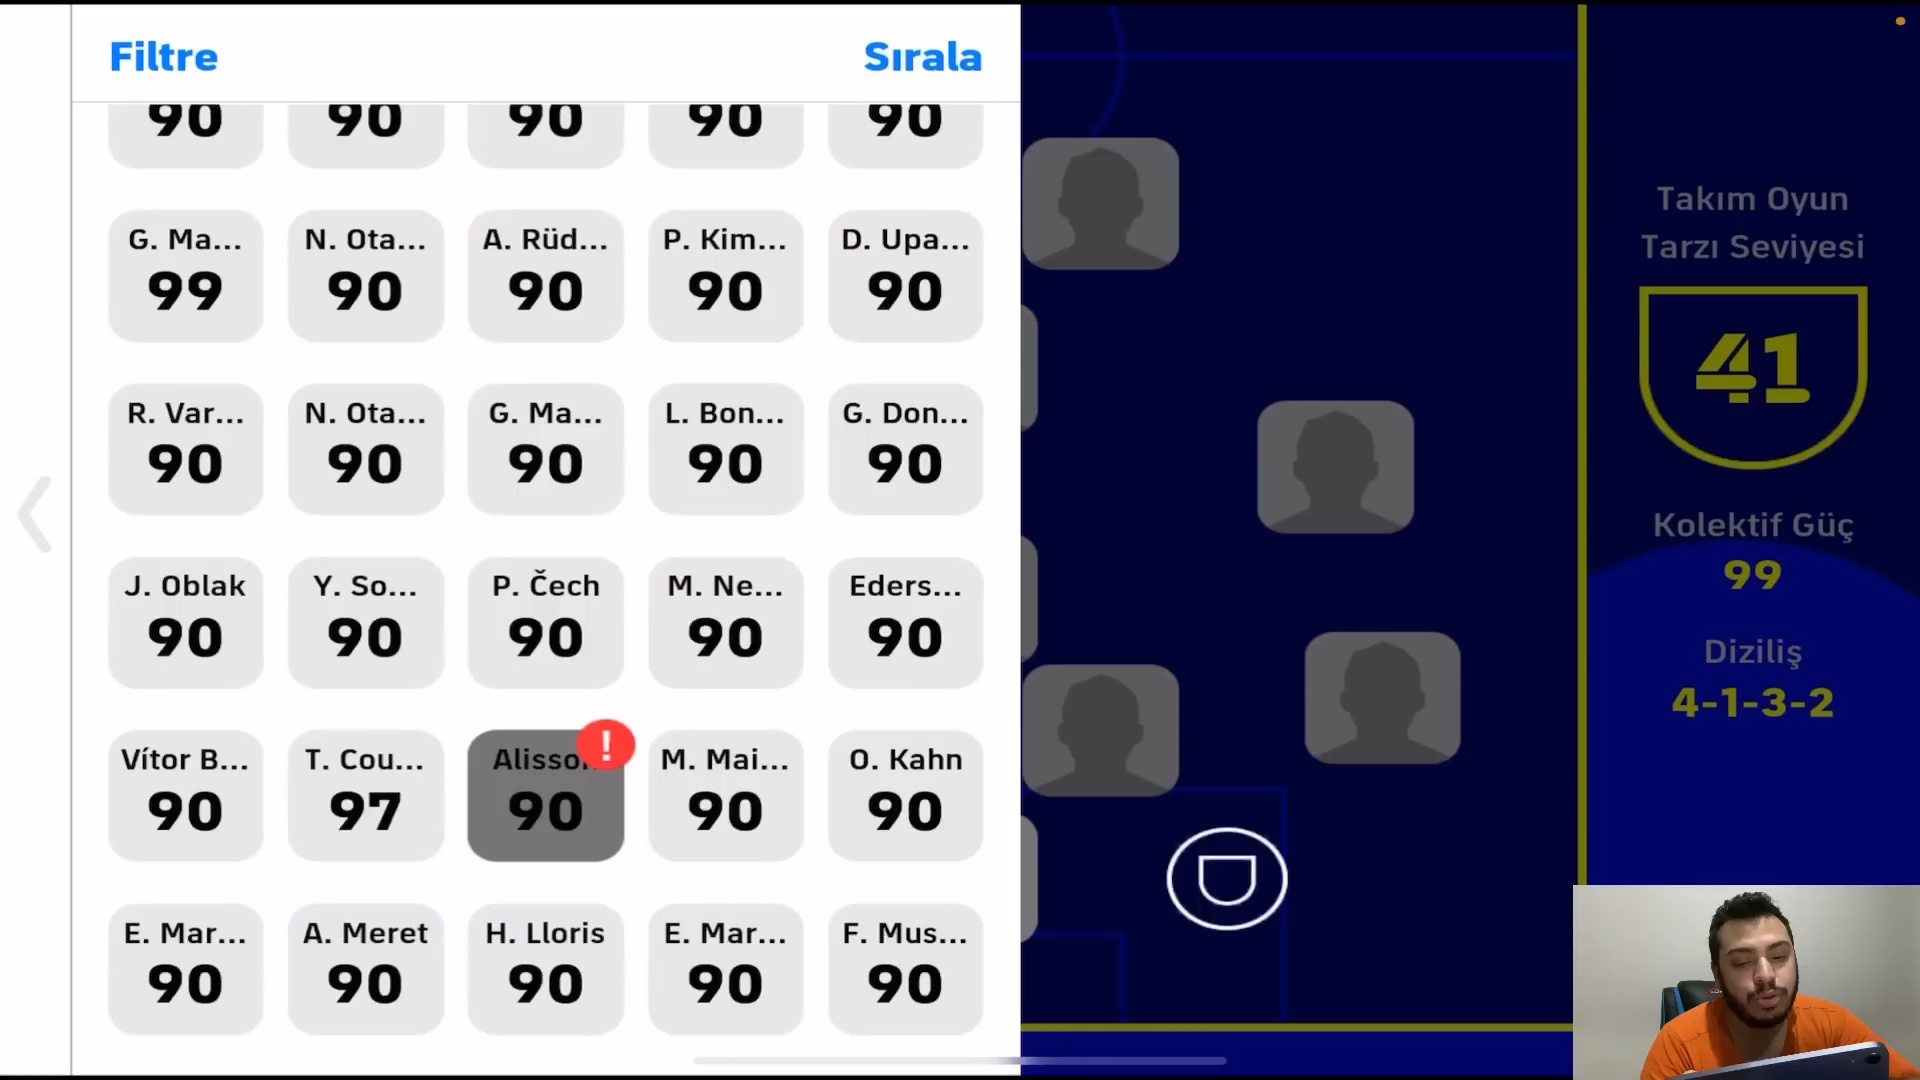 Filtre
Sırala
90 90 90 90 90
G. Ma... N. Ota... A. Rüd... P. Kim... D. Upa...
99 90 90 90 90
R. Var... N. Ota... G. Ma... L. Bon... G. Don...
90 90 90 90 90
J. Oblak Y. So... P. Čech M. Ne... Eders...
90 90 90 90 90
Vítor B... T. Cou... Alisso ! M. Mai... O. Kahn
90 97 90 90 90
E. Mar... A. Meret H. Lloris E. Mar... F. Mus...
90 90 90 90 90
Takım Oyun
Tarzı Seviyesi
41
Kolektif Güç
99
Diziliş
4-1-3-2